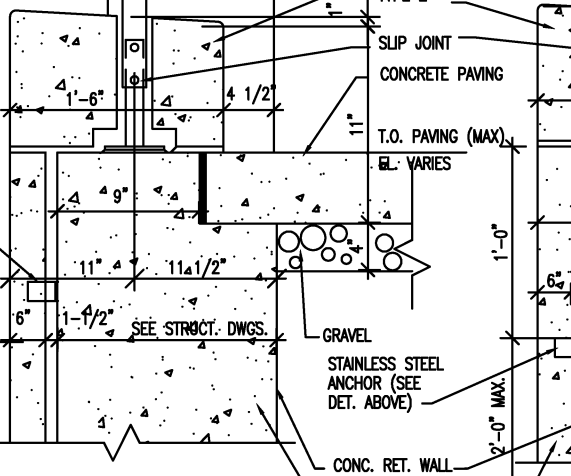 1"
SLIP JOINT
1'-6"
4 1/2"
CONCRETE PAVING
11"
T.O. PAVING (MAX)
EL. VARIES
9"
1'-0"
4"
11"
11 1/2"
6"
6"
1-1/2"
SEE STRUCT. DWGS.
GRAVEL
STAINLESS STEEL
ANCHOR (SEE
DET. ABOVE)
2'-0" MAX.
CONC. RET. WALL